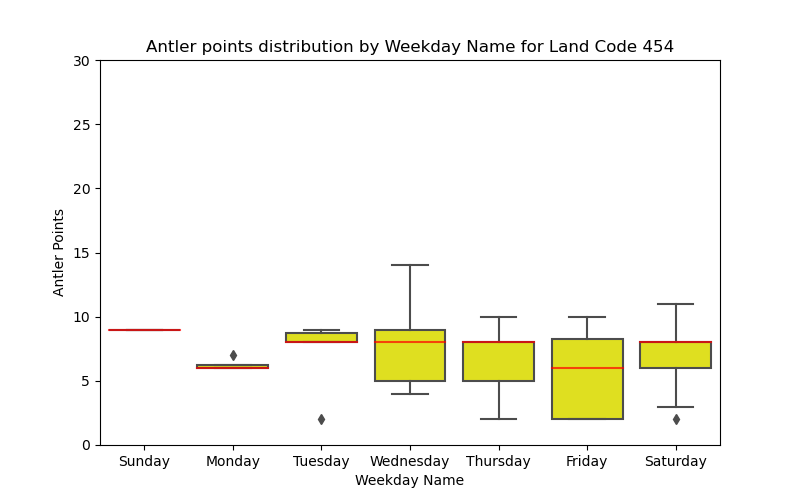 Antler points distribution by Weekday Name for Land Code 454
30
25
20
15
10
5
0
Antler Points
Sunday Monday Tuesday Wednesday Thursday Friday Saturday
Weekday Name